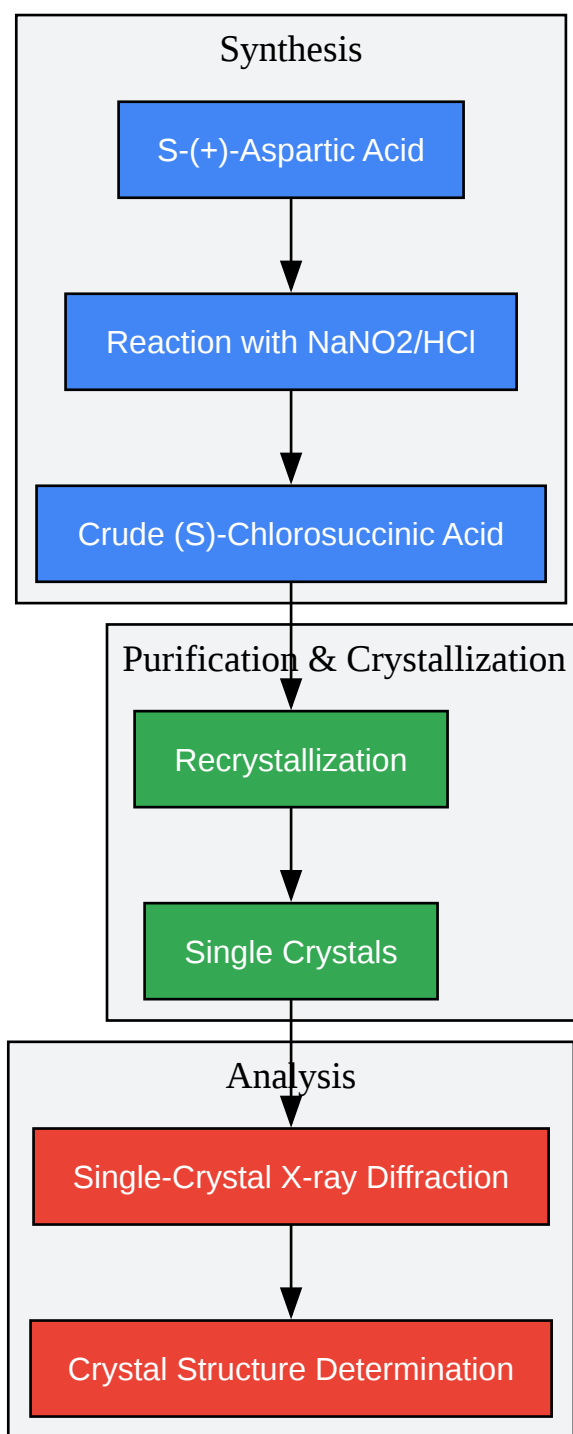 Synthesis
S-(+)-Aspartic Acid
Reaction with NaNO2/HCl
Crude (S)-Chlorosuccinic Acid
Purification & Crystallization
Recrystallization
Single Crystals
Analysis
Single-Crystal X-ray Diffraction
Crystal Structure Determination